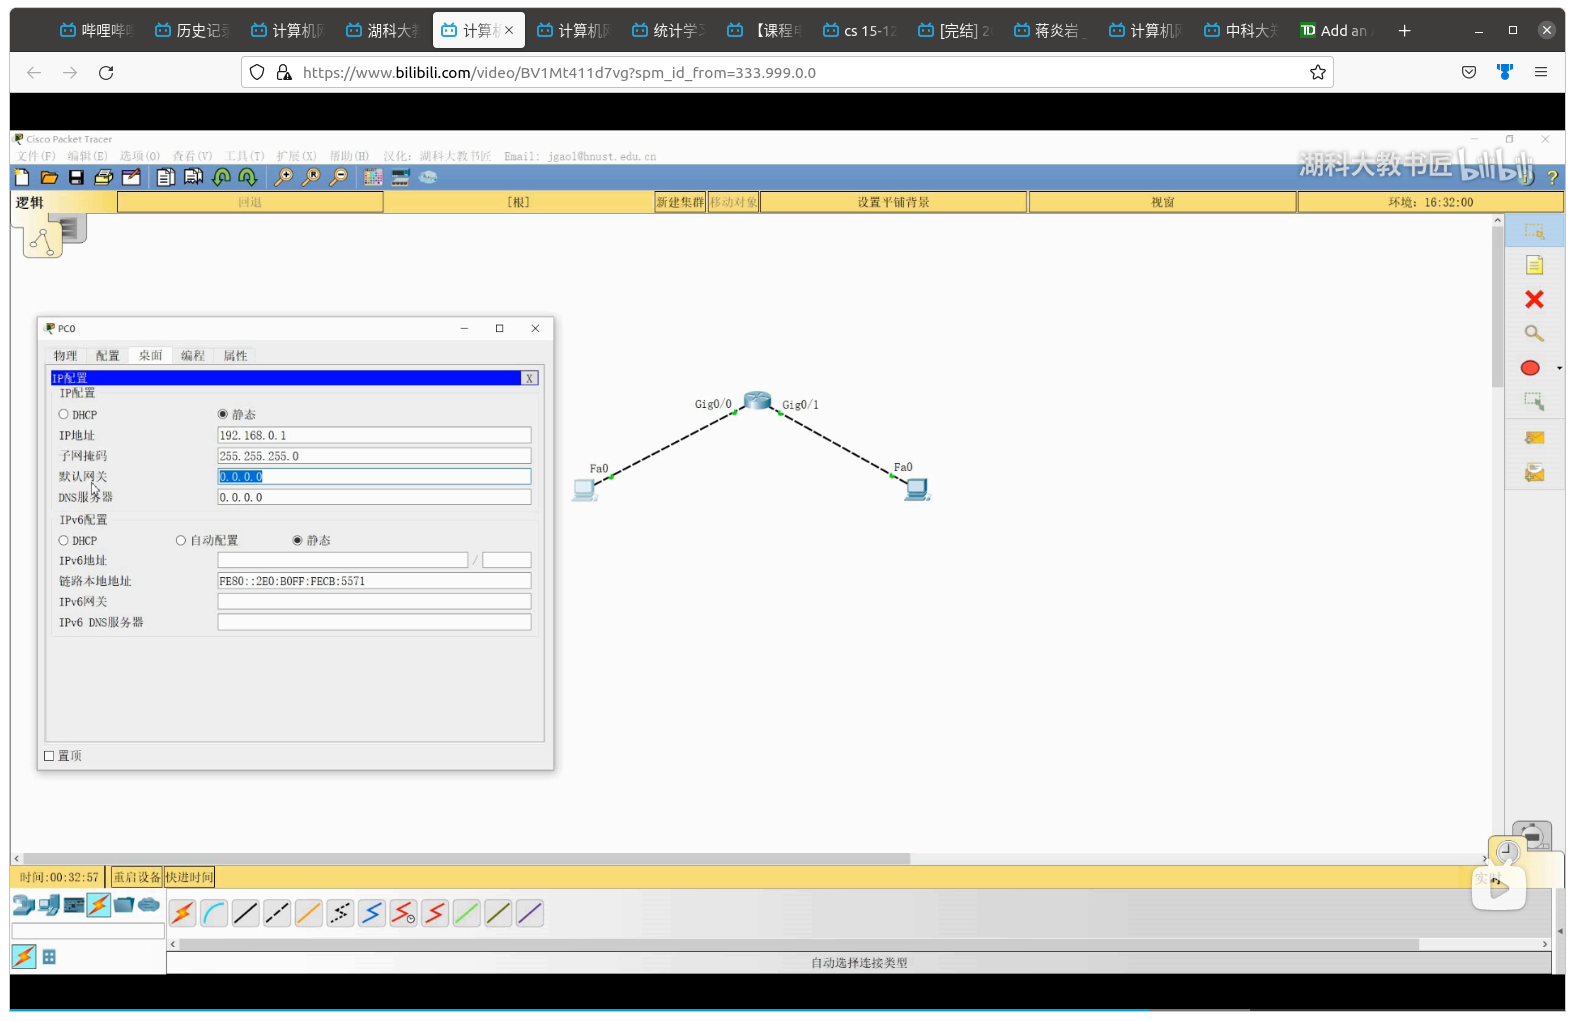 哔哩哔哩
历史记录
计算机网
湖科大教
计算机
计算机网
统计学习
【课程
cs 15-12
[完结] 2
蒋炎岩
计算机网
中科大
Add an
https://www.bilibili.com/video/BV1Mt411d7vg?spm_id_from=333.999.0.0
Cisco Packet Tracer
文件(F) 编辑(E) 选项(O) 查看(V) 工具(T) 扩展(X) 帮助(H) 汉化: 湖科大教书匠 Email: jgaol@hnust.edu.cn
湖科大教书匠 bilibili
逻辑 回退 [根] 新建集群 移动对象 设置平铺背景 视窗 环境: 16:32:00
PC0
物理 配置 桌面 编程 属性
IP配置 X
IP配置
DHCP 静态
IP地址 192.168.0.1
子网掩码 255.255.255.0
默认网关 0.0.0.0
DNS服务器 0.0.0.0
IPv6配置
DHCP 自动配置 静态
IPv6地址 /
链路本地地址 FE80::2E0:B0FF:FECB:5571
IPv6网关
IPv6 DNS服务器
置顶
Gig0/0 Gig0/1
Fa0 Fa0
时间:00:32:57 重启设备 快进时间 实时
自动选择连接类型